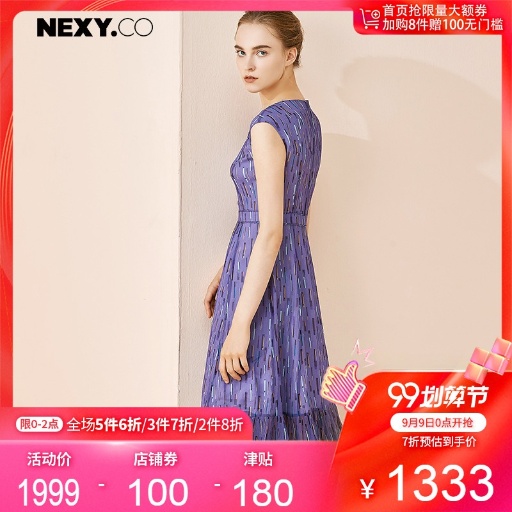 NEXY.CO
首页抢限量大额券
加购8件赠100无门槛
99划算节
9月9日0点开抢
限0-2点 全场5件6折/3件7折/2件8折
7折预估到手价
活动价 店铺券 津贴
1999 - 100 - 180 ¥ 1333